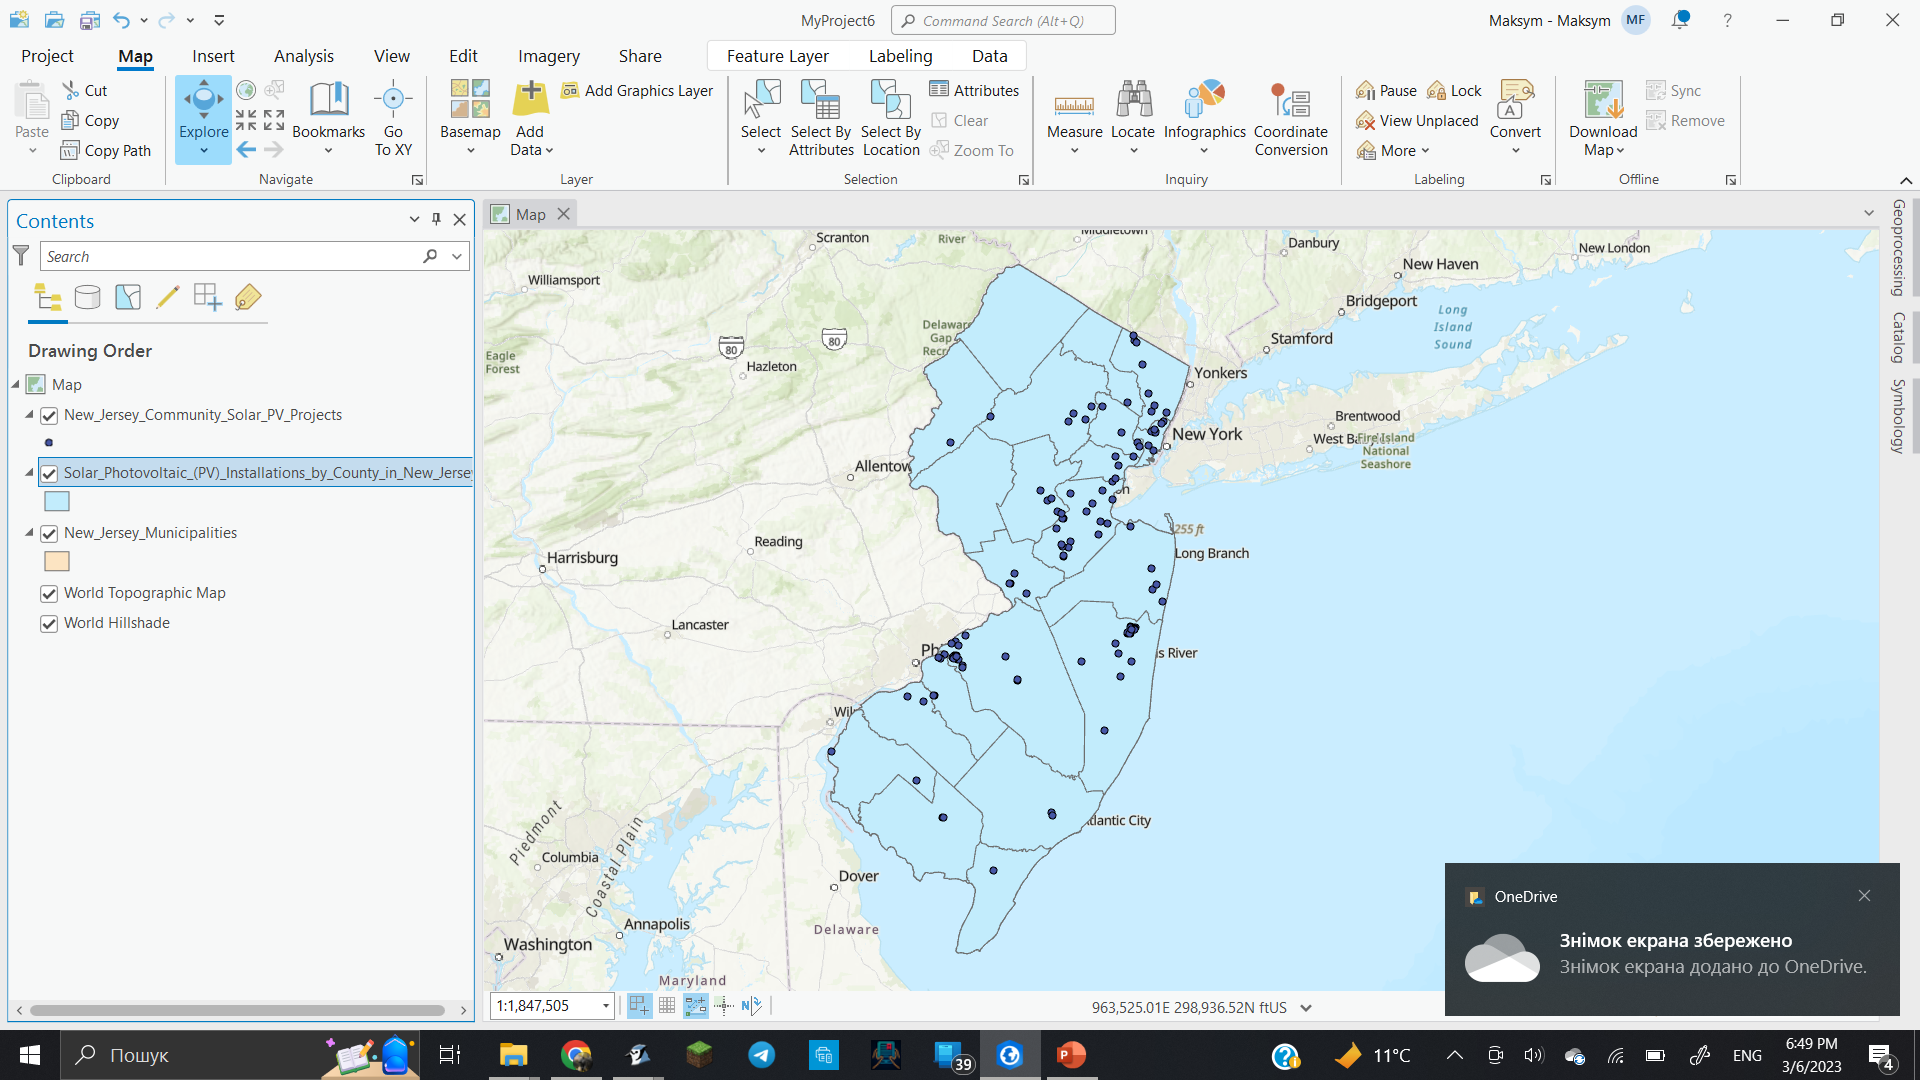 MyProject6
Command Search (Alt+Q)
Maksym - Maksym
MF
?
Project
Map
Insert
Analysis
View
Edit
Imagery
Share
Feature Layer
Labeling
Data
Paste
Cut
Copy
Copy Path
Clipboard
Explore
Bookmarks
Go
To XY
Navigate
Basemap
Add
Data
Add Graphics Layer
Layer
Select
Select By
Attributes
Select By
Location
Attributes
Clear
Zoom To
Selection
Measure
Locate
Infographics
Coordinate
Conversion
Inquiry
Pause
Lock
View Unplaced
More
Convert
Labeling
Download
Map
Sync
Remove
Offline
Contents
Search
Drawing Order
Map
New_Jersey_Community_Solar_PV_Projects
Solar_Photovoltaic_(PV)_Installations_by_County_in_New_Jersey
New_Jersey_Municipalities
World Topographic Map
World Hillshade
Map
Geoprocessing
Catalog
Symbology
Scranton
River
Middletown
Danbury
New London
Williamsport
New Haven
Bridgeport
Long
Island
Sound
Delaware
Gap
Recr
Stamford
Eagle
Forest
80
80
Hazleton
Yonkers
Brentwood
New York
West Ba
Fire Island
National
Seashore
Allentow
on
255 ft
Reading
Long Branch
Harrisburg
Lancaster
Ph
s River
Wil
Atlantic City
Piedmont
Coastal Plain
Columbia
Dover
Annapolis
Delaware
Washington
Maryland
OneDrive
Знімок екрана збережено
Знімок екрана додано до OneDrive.
1:1,847,505
963,525.01E 298,936.52N ftUS
Пошук
39
11°C
ENG
6:49 PM
3/6/2023
4